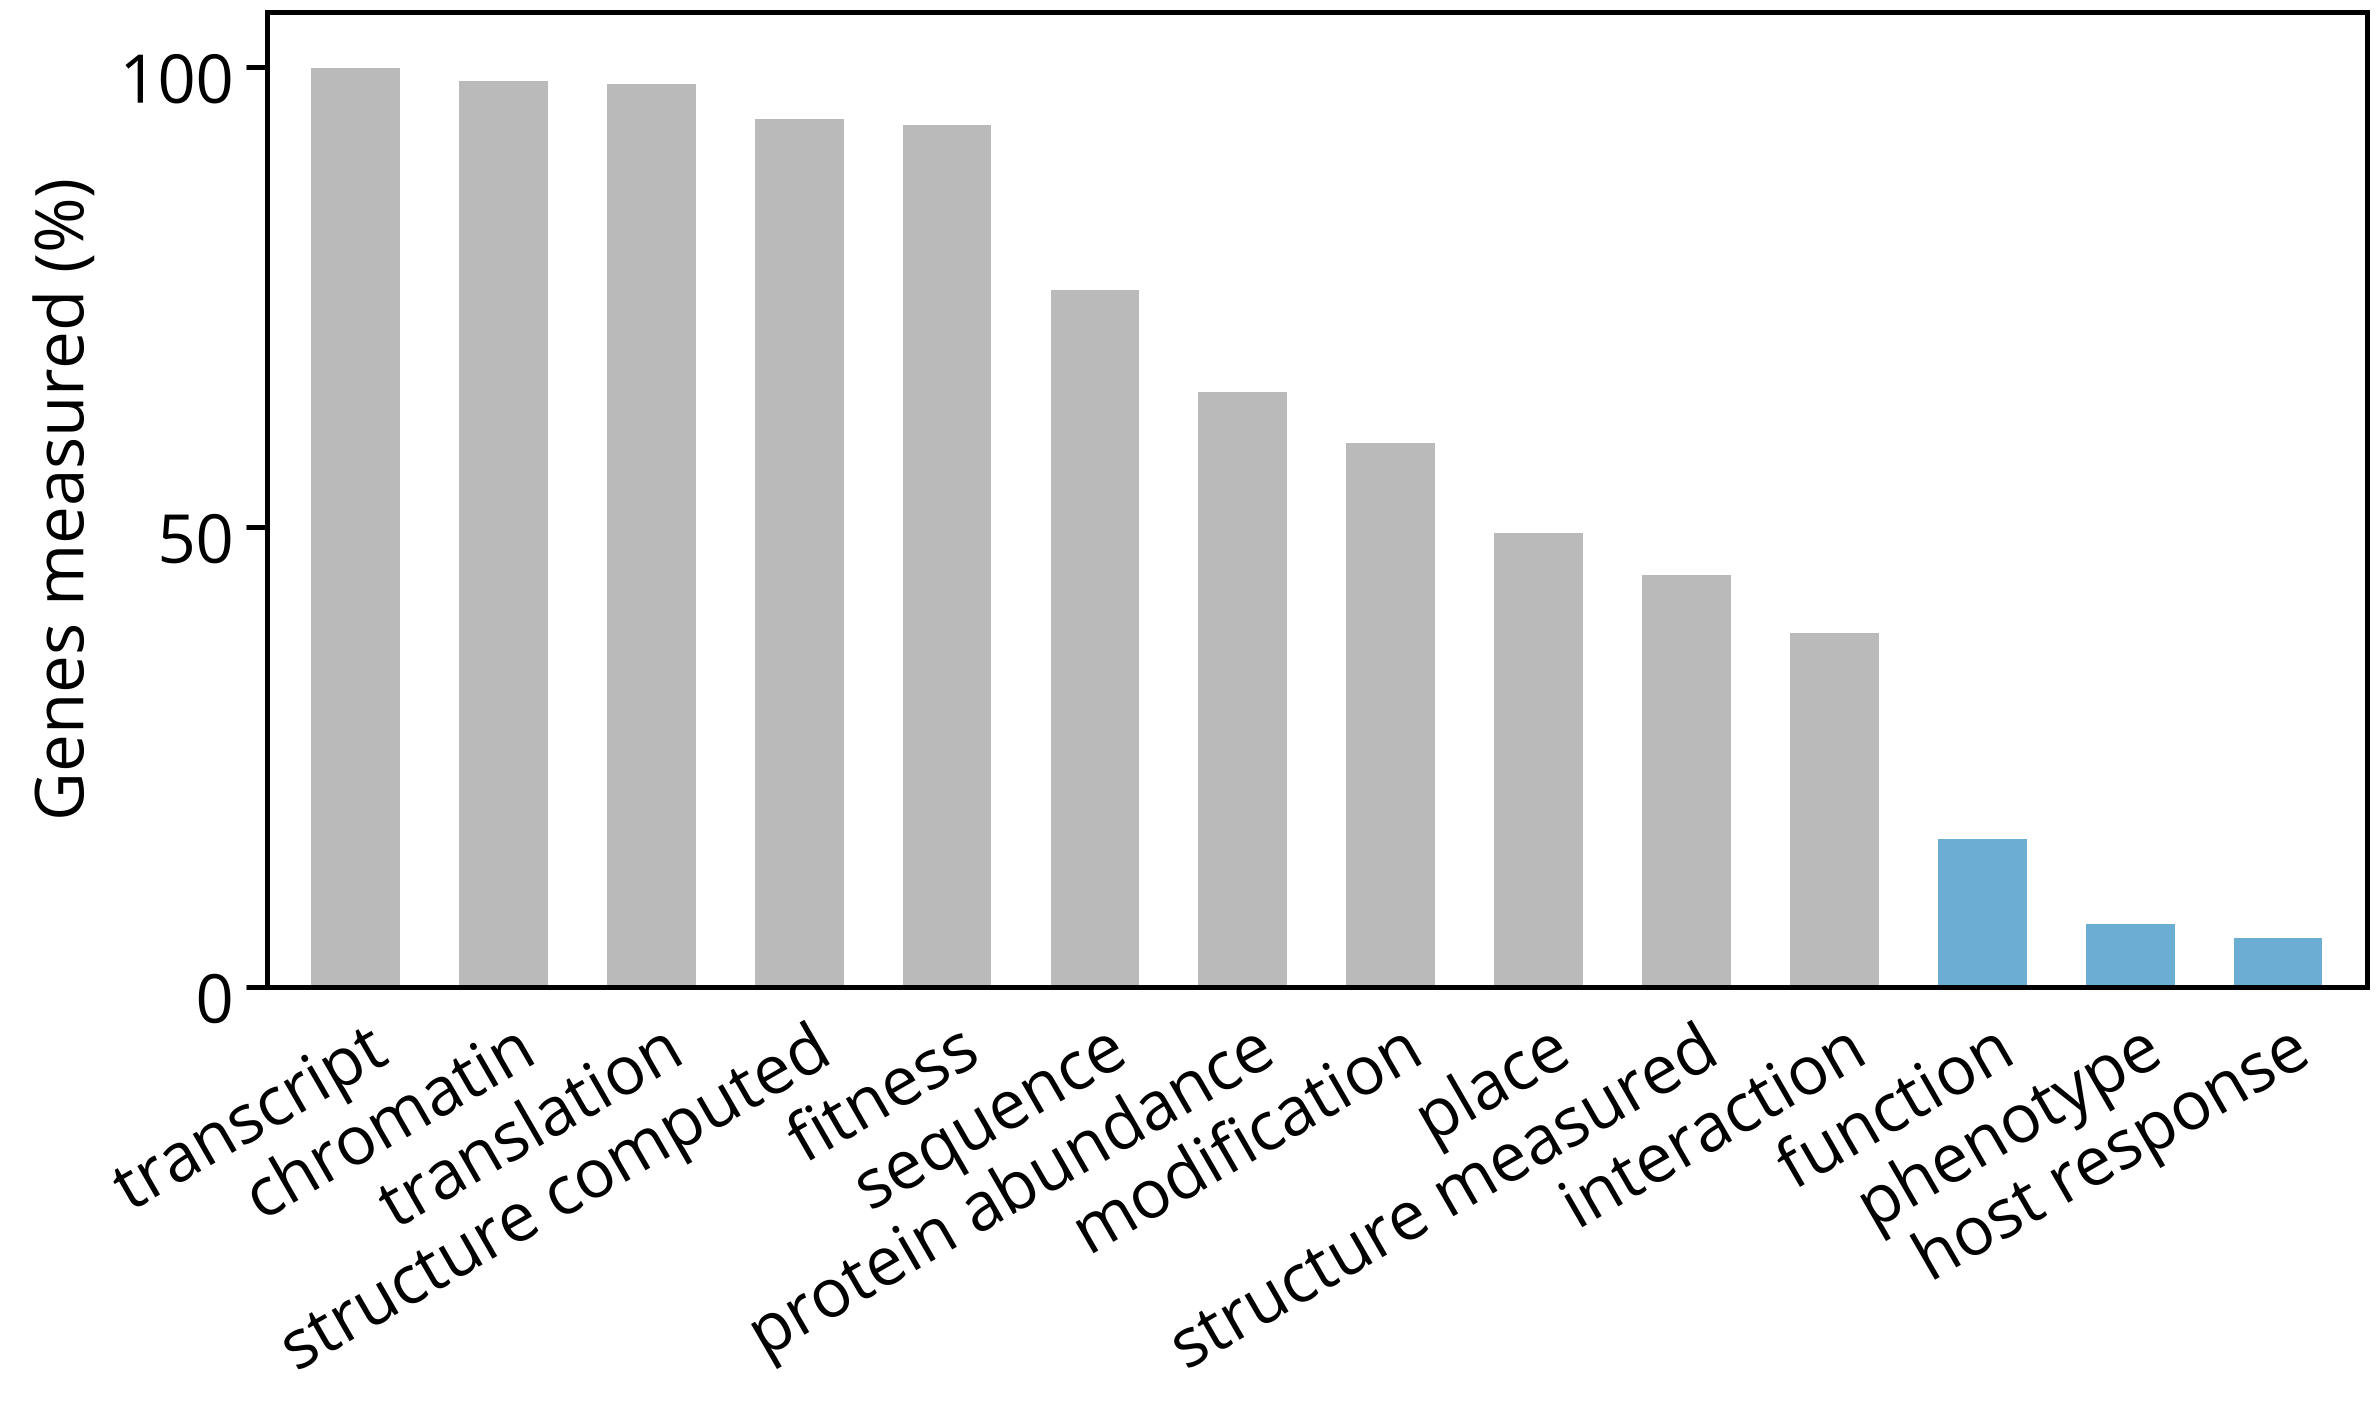 Genes measured (%)
100
50
0
transcript
chromatin
translation
structure computed
fitness
sequence
protein abundance
modification
place
structure measured
interaction
function
phenotype
host response